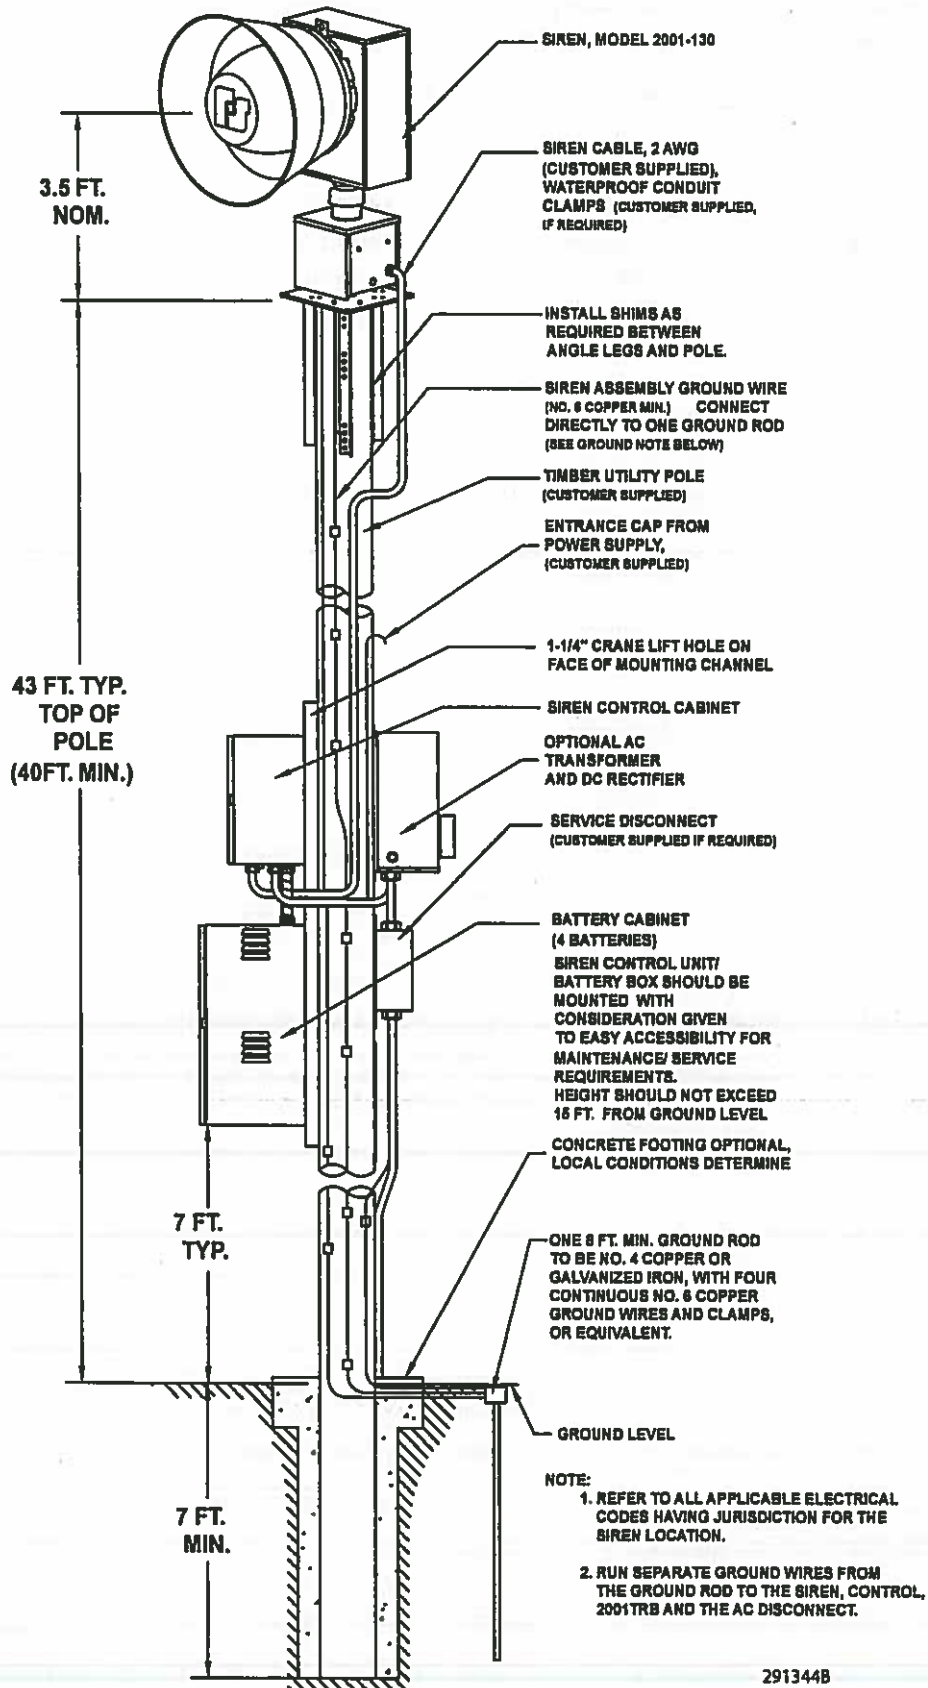 SIREN, MODEL 2001-130
SIREN CABLE, 2 AWG
(CUSTOMER SUPPLIED),
WATERPROOF CONDUIT
CLAMPS (CUSTOMER SUPPLIED,
IF REQUIRED)
3.5 FT.
NOM.
INSTALL SHIMS AS
REQUIRED BETWEEN
ANGLE LEGS AND POLE.
SIREN ASSEMBLY GROUND WIRE
(NO. 6 COPPER MIN.) CONNECT
DIRECTLY TO ONE GROUND ROD
(SEE GROUND NOTE BELOW)
TIMBER UTILITY POLE
(CUSTOMER SUPPLIED)
ENTRANCE CAP FROM
POWER SUPPLY,
(CUSTOMER SUPPLIED)
1-1/4" CRANE LIFT HOLE ON
FACE OF MOUNTING CHANNEL
43 FT. TYP.
TOP OF
POLE
(40FT. MIN.)
SIREN CONTROL CABINET
OPTIONAL AC
TRANSFORMER
AND DC RECTIFIER
SERVICE DISCONNECT
(CUSTOMER SUPPLIED IF REQUIRED)
BATTERY CABINET
(4 BATTERIES)
SIREN CONTROL UNIT/
BATTERY BOX SHOULD BE
MOUNTED WITH
CONSIDERATION GIVEN
TO EASY ACCESSIBILITY FOR
MAINTENANCE/ SERVICE
REQUIREMENTS.
HEIGHT SHOULD NOT EXCEED
15 FT. FROM GROUND LEVEL
CONCRETE FOOTING OPTIONAL,
LOCAL CONDITIONS DETERMINE
7 FT.
TYP.
ONE 8 FT. MIN. GROUND ROD
TO BE NO. 4 COPPER OR
GALVANIZED IRON, WITH FOUR
CONTINUOUS NO. 6 COPPER
GROUND WIRES AND CLAMPS,
OR EQUIVALENT.
GROUND LEVEL
7 FT.
MIN.
NOTE:
1. REFER TO ALL APPLICABLE ELECTRICAL
CODES HAVING JURISDICTION FOR THE
SIREN LOCATION.
2. RUN SEPARATE GROUND WIRES FROM
THE GROUND ROD TO THE SIREN, CONTROL,
2001TRB AND THE AC DISCONNECT.
291344B